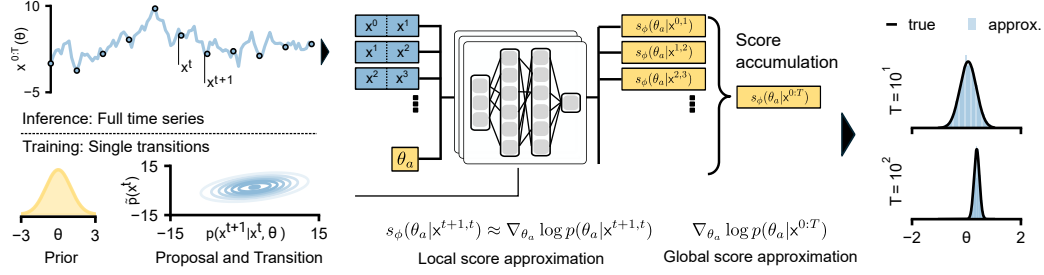 10
x^{0:T}(θ)
−5
x^t
x^{t+1}
Inference: Full time series
Training: Single transitions
−3 θ 3
Prior
15
p̃(x^t)
−15
−15 p(x^{t+1}|x^t, θ) 15
Proposal and Transition
x^0 x^1
x^1 x^2
x^2 x^3
θ_a
s_ϕ(θ_a|x^{0,1})
s_ϕ(θ_a|x^{1,2})
s_ϕ(θ_a|x^{2,3})
s_ϕ(θ_a|x^{t+1,t}) ≈ ∇_{θ_a} log p(θ_a|x^{t+1,t})
Local score approximation
Score
accumulation
s_ϕ(θ_a|x^{0:T})
∇_{θ_a} log p(θ_a|x^{0:T})
Global score approximation
true approx.
T = 10^1
−2 2
T = 10^2
−2 θ 2